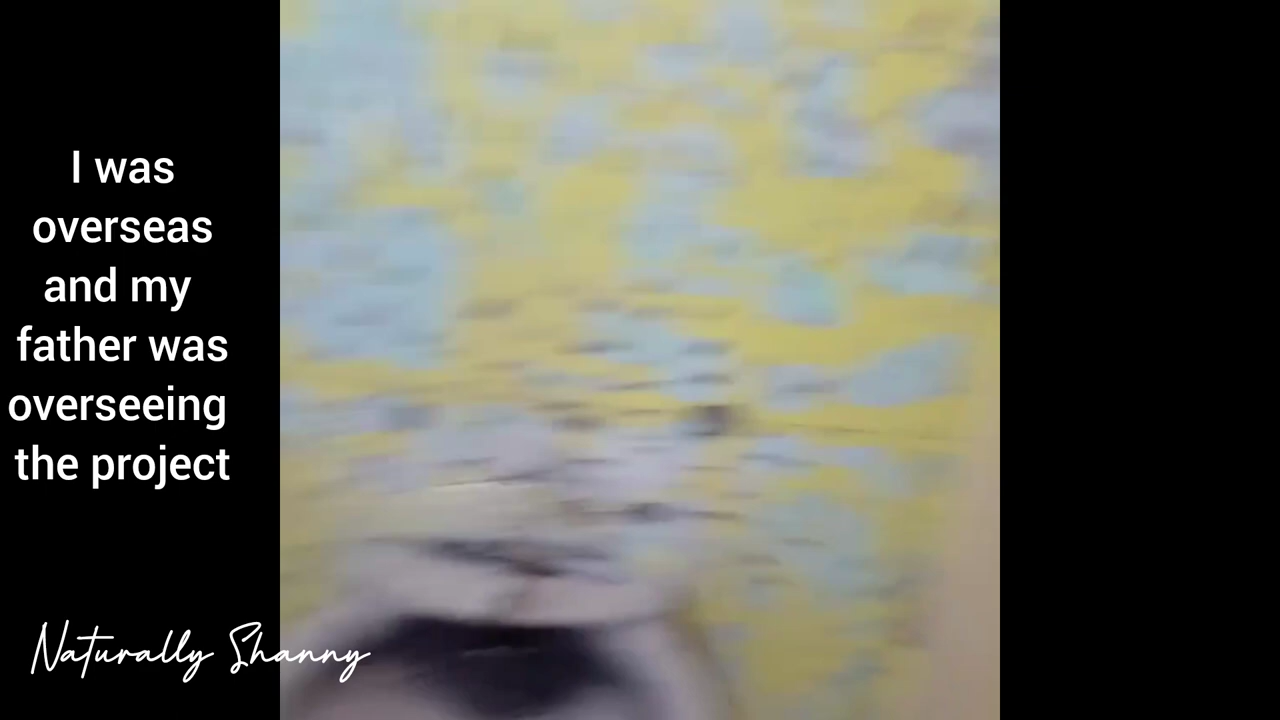 I was
overseas
and my
father was
overseeing
the project
Naturally Shanny